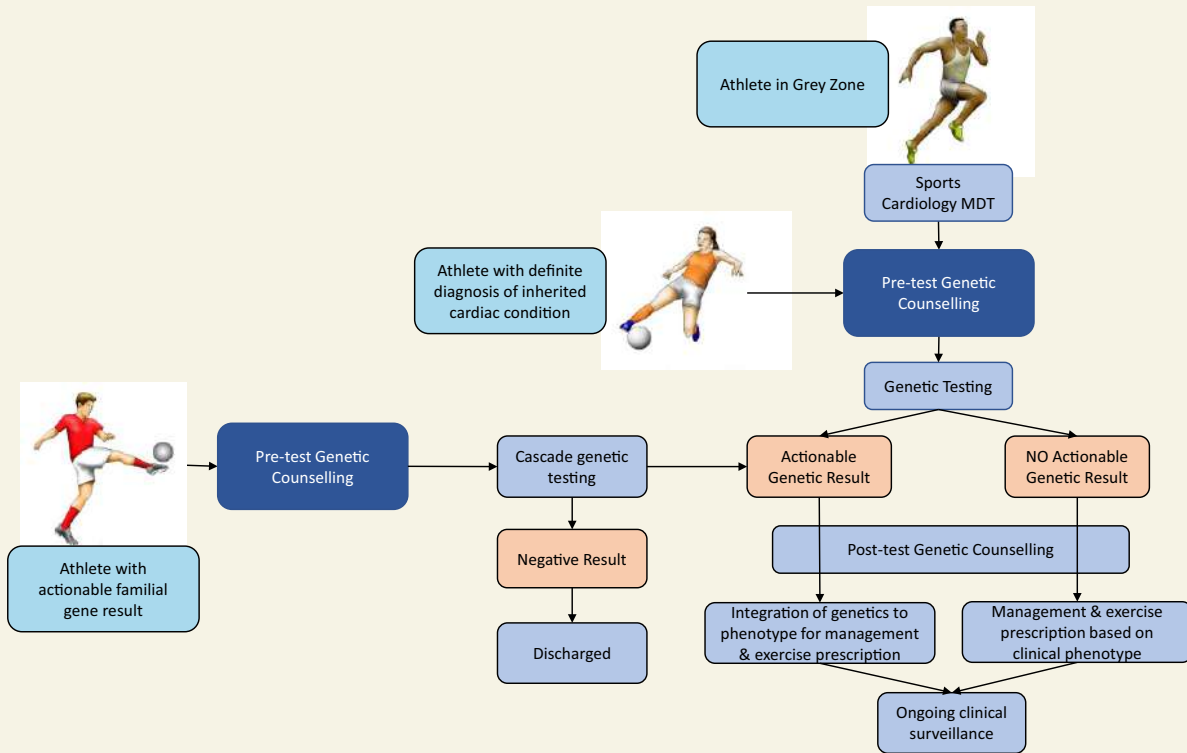 Athlete in Grey Zone
Sports
Cardiology MDT
Athlete with definite
diagnosis of inherited
cardiac condition
Pre-test Genetic
Counselling
Genetic Testing
Pre-test Genetic
Counselling
Cascade genetic
testing
Actionable
Genetic Result
NO Actionable
Genetic Result
Athlete with
actionable familial
gene result
Negative Result
Post-test Genetic Counselling
Discharged
Integration of genetics to
phenotype for management
& exercise prescription
Management & exercise
prescription based on
clinical phenotype
Ongoing clinical
surveillance